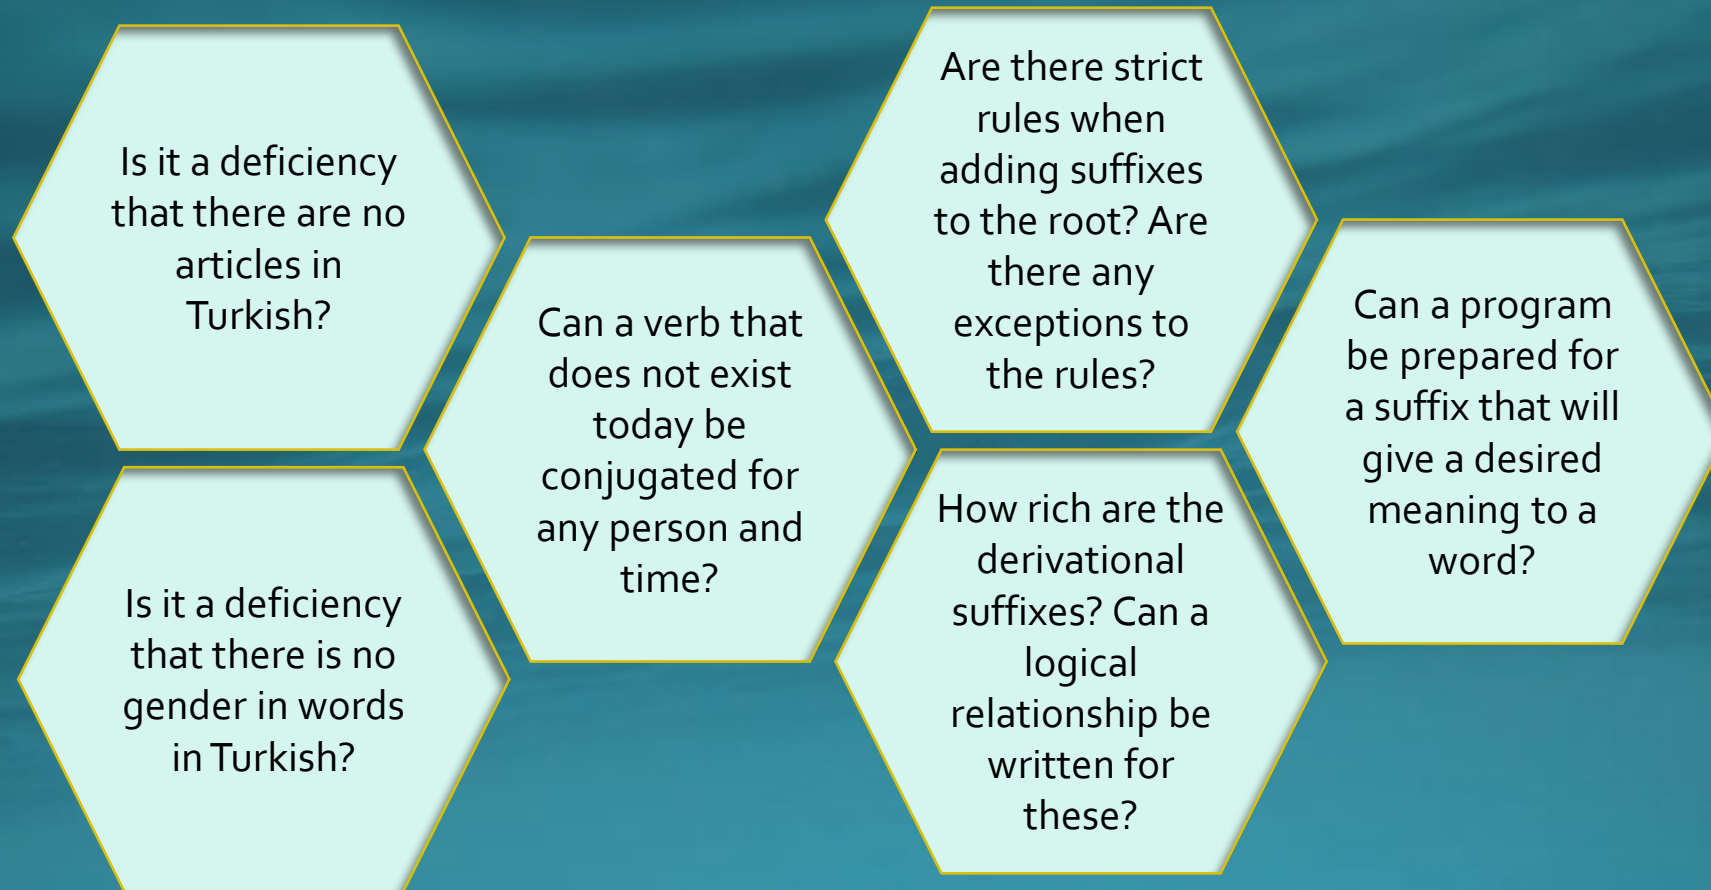 Is it a deficiency
that there are no
articles in
Turkish?
Is it a deficiency
that there is no
gender in words
in Turkish?
Can a verb that
does not exist
today be
conjugated for
any person and
time?
Are there strict
rules when
adding suffixes
to the root? Are
there any
exceptions to
the rules?
How rich are the
derivational
suffixes? Can a
logical
relationship be
written for
these?
Can a program
be prepared for
a suffix that will
give a desired
meaning to a
word?